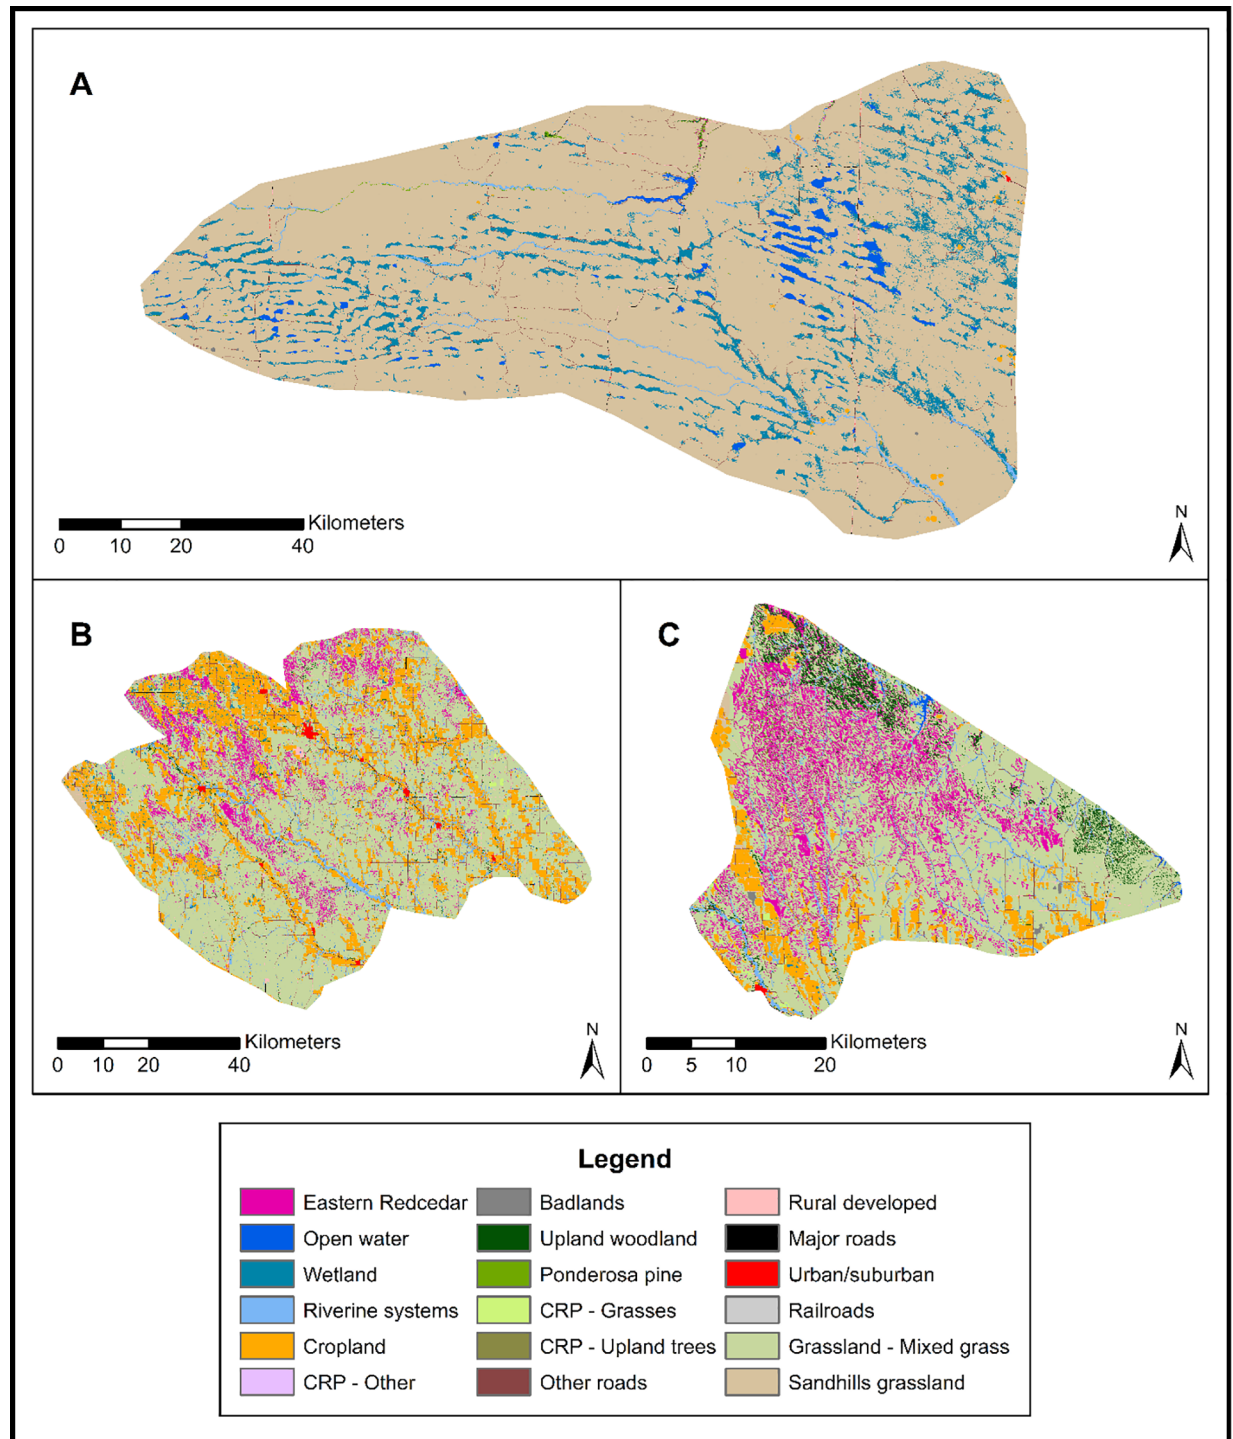 A
Kilometers
0 10 20 40
N
B
Kilometers
0 10 20 40
N
C
Kilometers
0 5 10 20
N
Legend
Eastern Redcedar Badlands Rural developed
Open water Upland woodland Major roads
Wetland Ponderosa pine Urban/suburban
Riverine systems CRP - Grasses Railroads
Cropland CRP - Upland trees Grassland - Mixed grass
CRP - Other Other roads Sandhills grassland